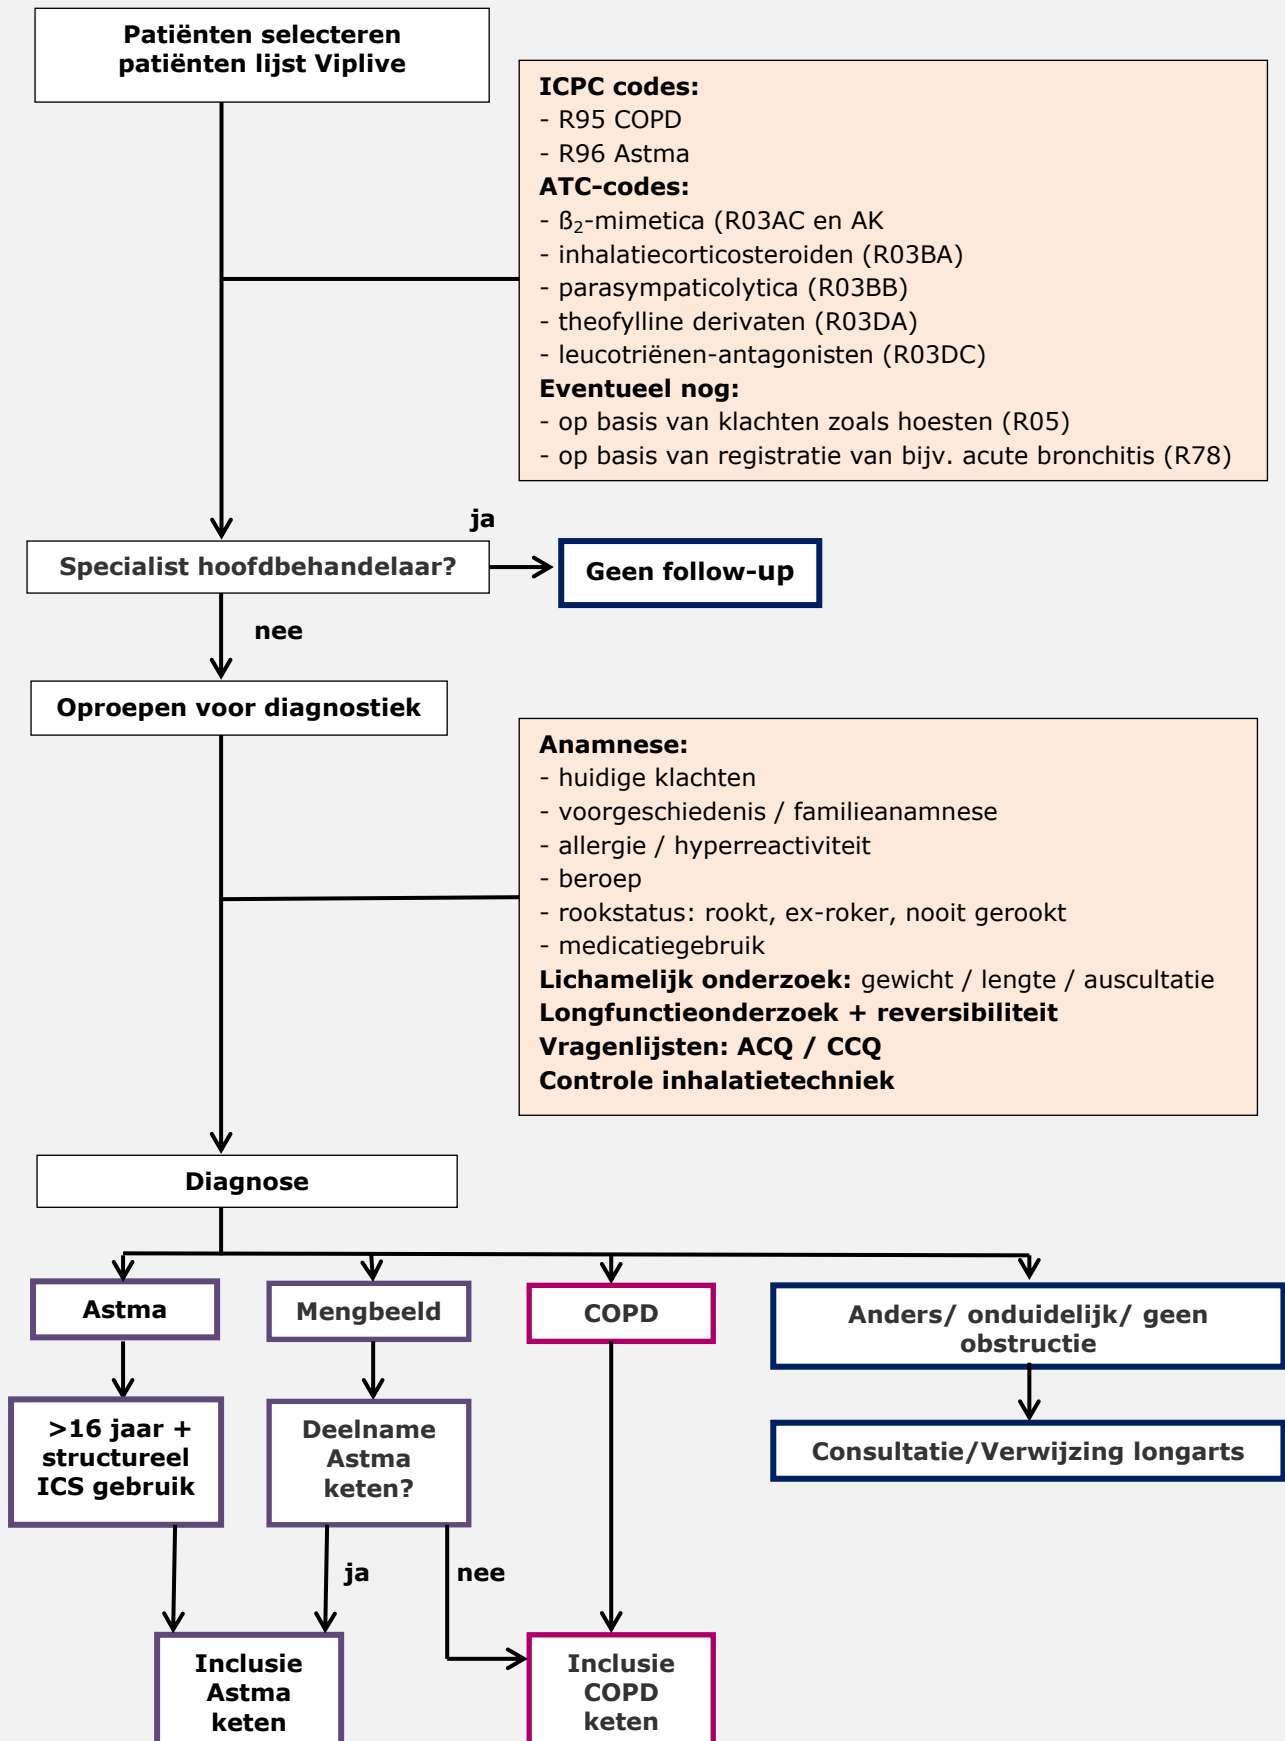 Patiënten selecteren
patiënten lijst Viplive
ICPC codes:
- R95 COPD
- R96 Astma
ATC-codes:
- ß₂-mimetica (R03AC en AK
- inhalatiecorticosteroiden (R03BA)
- parasympaticolytica (R03BB)
- theofylline derivaten (R03DA)
- leucotriënen-antagonisten (R03DC)
Eventueel nog:
- op basis van klachten zoals hoesten (R05)
- op basis van registratie van bijv. acute bronchitis (R78)
ja
Specialist hoofdbehandelaar?
Geen follow-up
nee
Oproepen voor diagnostiek
Anamnese:
- huidige klachten
- voorgeschiedenis / familieanamnese
- allergie / hyperreactiviteit
- beroep
- rookstatus: rookt, ex-roker, nooit gerookt
- medicatiegebruik
Lichamelijk onderzoek: gewicht / lengte / auscultatie
Longfunctieonderzoek + reversibiliteit
Vragenlijsten: ACQ / CCQ
Controle inhalatietechniek
Diagnose
Astma
Mengbeeld
COPD
Anders/ onduidelijk/ geen
obstructie
>16 jaar +
structureel
ICS gebruik
Deelname
Astma
keten?
Consultatie/Verwijzing longarts
ja
nee
Inclusie
Astma
keten
Inclusie
COPD
keten